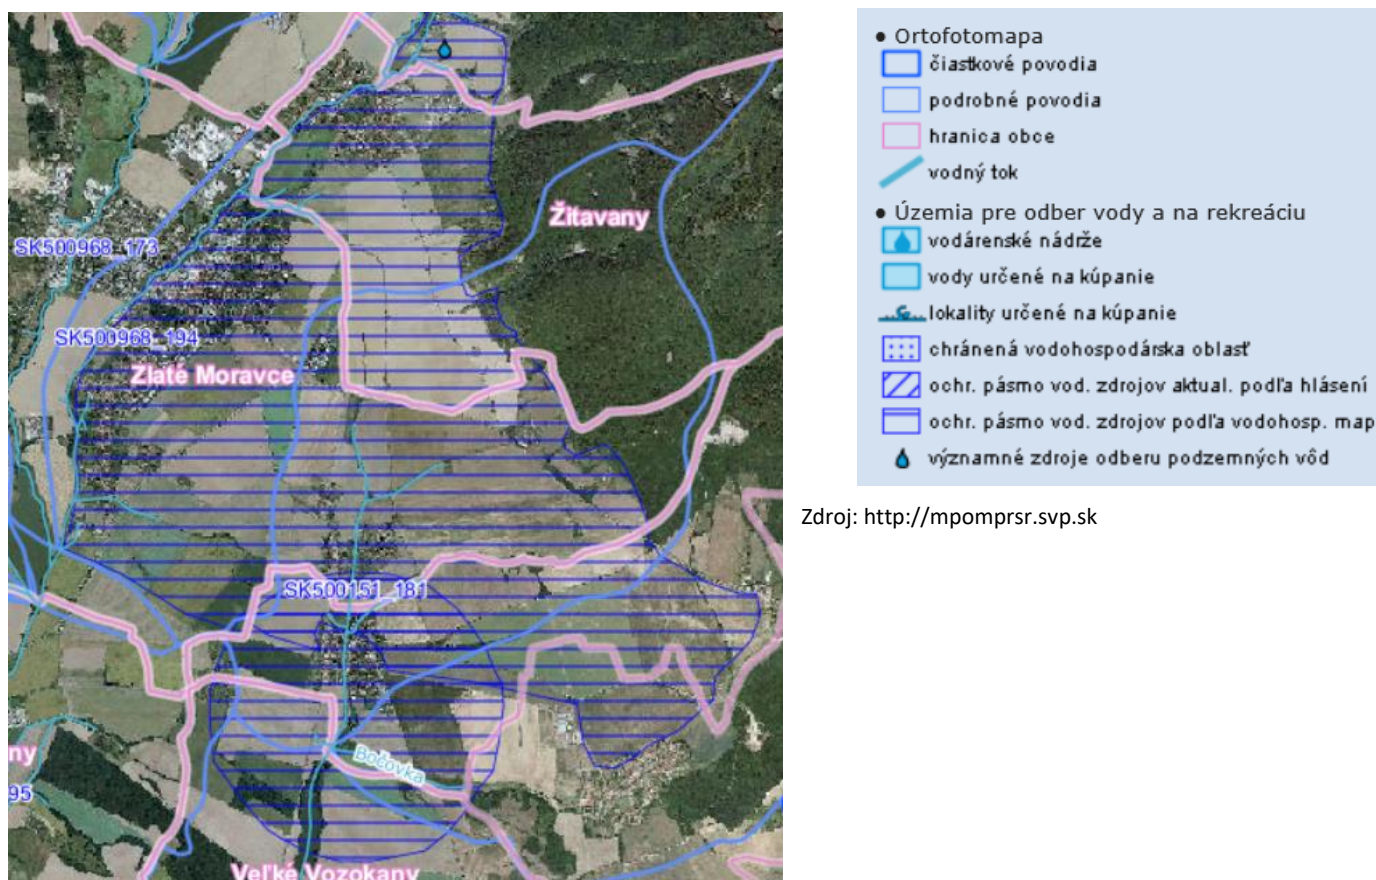 Žitavany
SK500968_173
SK500968_194
Zlaté Moravce
SK500151_181
Bočovka
ny
95
Veľké Vozokany
● Ortofotomapa
čiastkové povodia
podrobné povodia
hranica obce
vodný tok
● Územia pre odber vody a na rekreáciu
vodárenské nádrže
vody určené na kúpanie
lokality určené na kúpanie
chránená vodohospodárska oblasť
ochr. pásmo vod. zdrojov aktual. podľa hlásení
ochr. pásmo vod. zdrojov podľa vodohosp. map
významné zdroje odberu podzemných vôd
Zdroj: http://mpomprsr.svp.sk